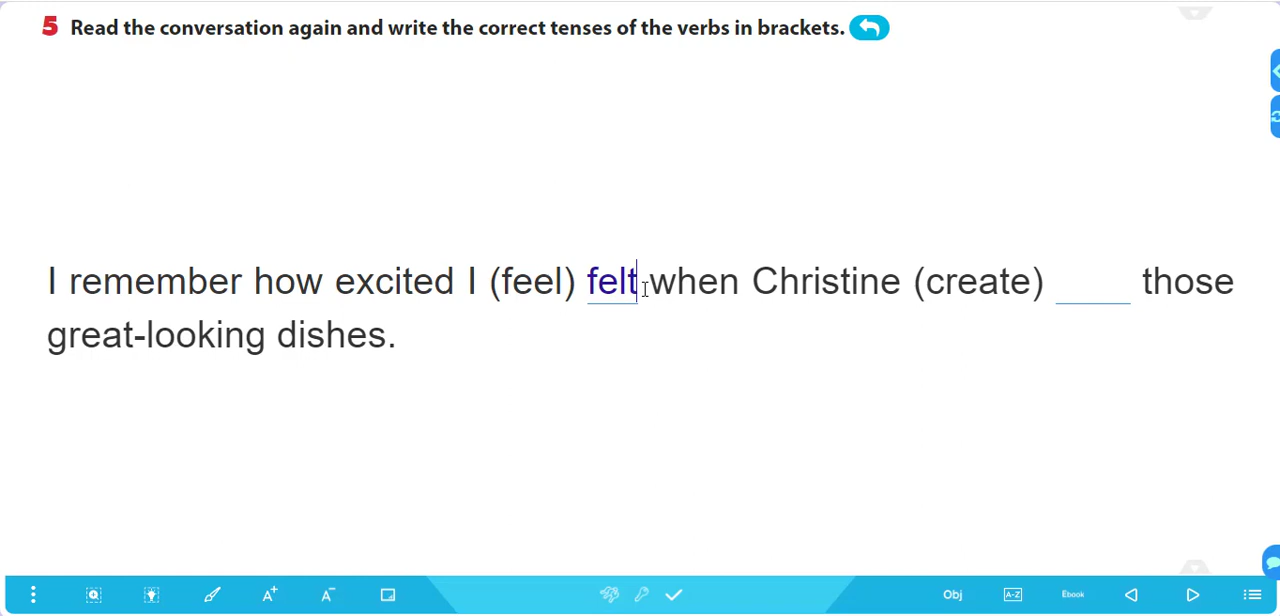 5 Read the conversation again and write the correct tenses of the verbs in brackets.
I remember how excited I (feel) felt when Christine (create) ____ those
great-looking dishes.
A+ A- Obj A-Z Ebook